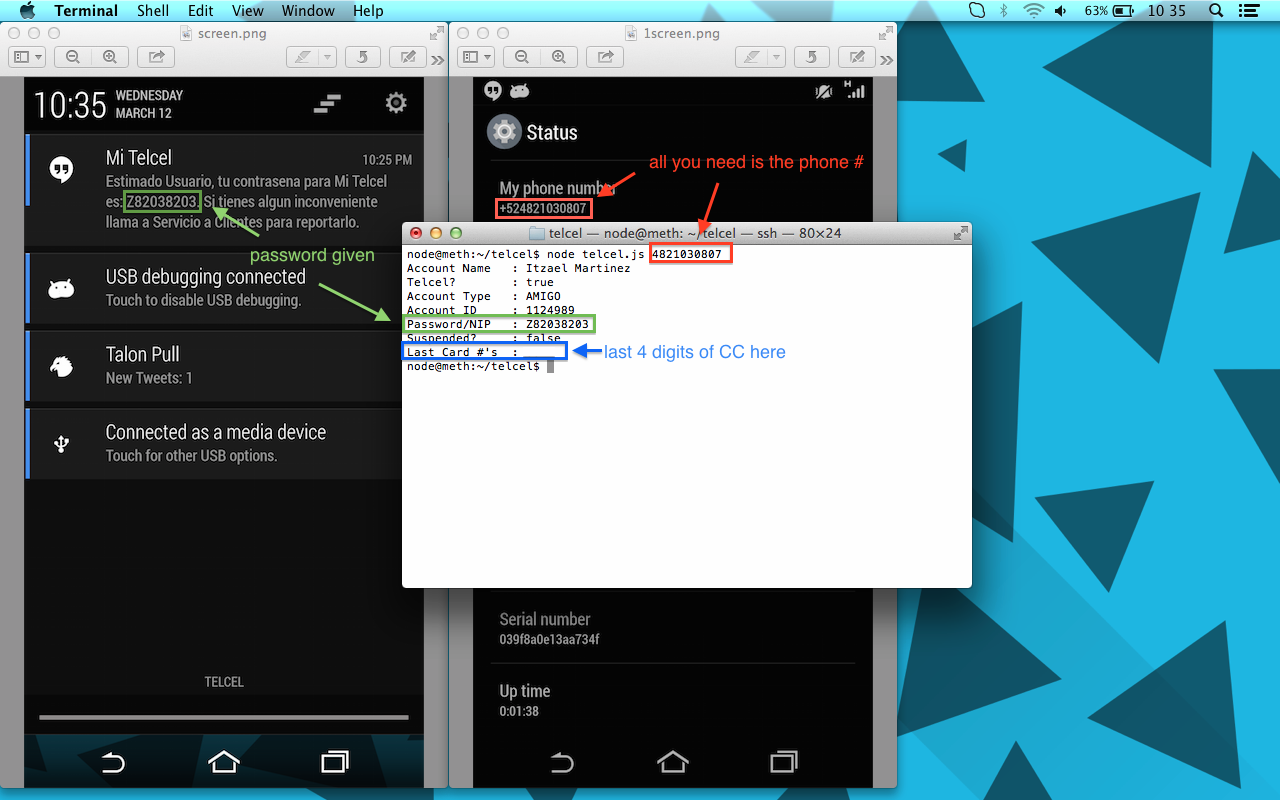 Terminal Shell Edit View Window Help 63% 10 35
screen.png
1screen.png
10:35 WEDNESDAY
MARCH 12
Mi Telcel 10:25 PM
Estimado Usuario, tu contrasena para Mi Telcel
es: Z82038203. Si tienes algun inconveniente
llama a Servicio a Clientes para reportarlo.
password given
USB debugging connected
Touch to disable USB debugging.
Talon Pull
New Tweets: 1
Connected as a media device
Touch for other USB options.
TELCEL
H
Status
all you need is the phone #
My phone number
+524821030807
telcel — node@meth: ~/telcel — ssh — 80×24
node@meth:~/telcel$ node telcel.js 4821030807
Account Name : Itzael Martinez
Telcel? : true
Account Type : AMIGO
Account ID : 1124989
Password/NIP : Z82038203
Suspended? : false
Last Card #'s : ____
last 4 digits of CC here
node@meth:~/telcel$
Serial number
039f8a0e13aa734f
Up time
0:01:38